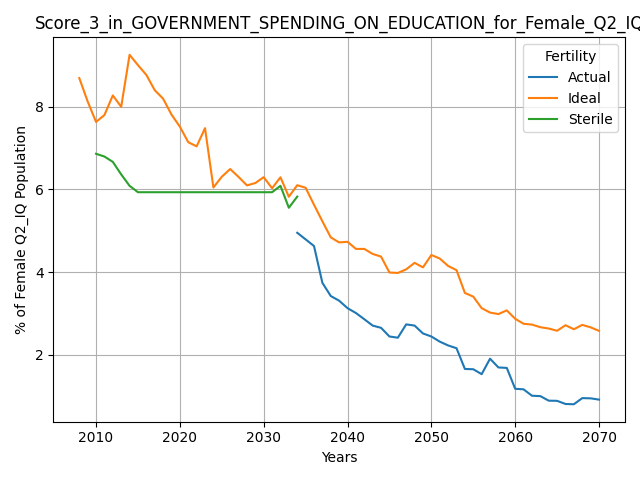 Score_3_in_GOVERNMENT_SPENDING_ON_EDUCATION_for_Female_Q2_IQ
Fertility
Actual
Ideal
Sterile
% of Female Q2_IQ Population
8
6
4
2
2010 2020 2030 2040 2050 2060 2070
Years